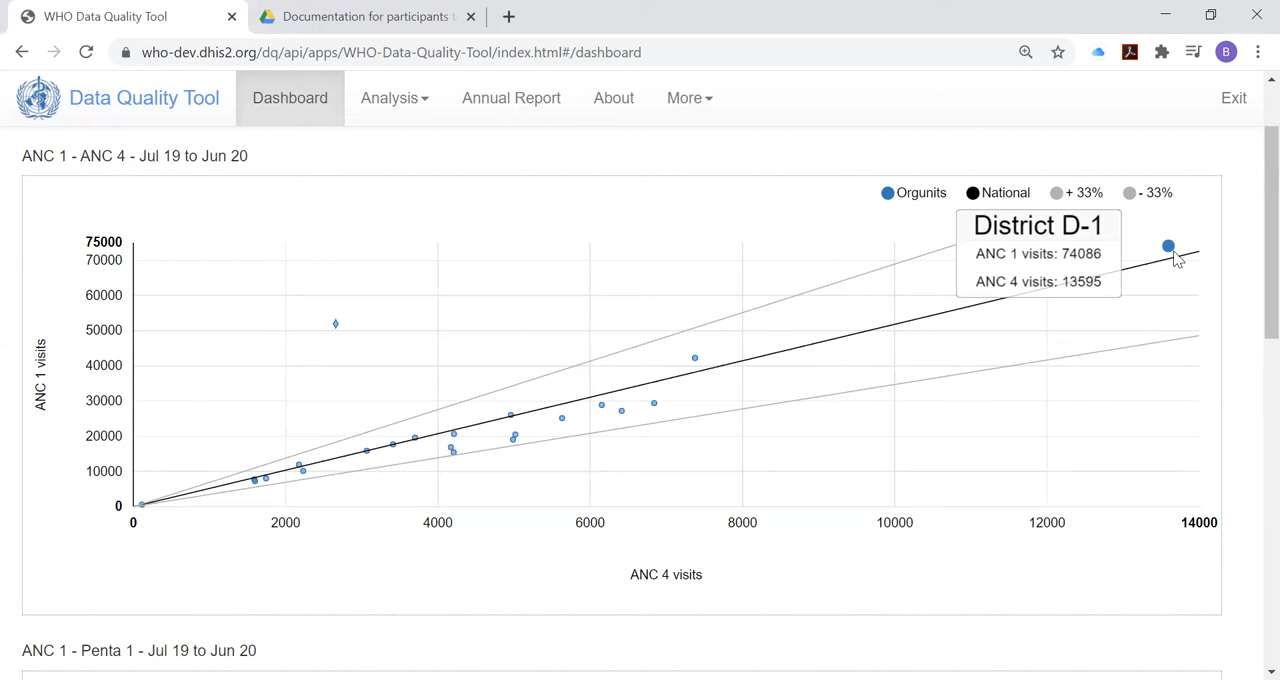 WHO Data Quality Tool
Documentation for participants t
who-dev.dhis2.org/dq/api/apps/WHO-Data-Quality-Tool/index.html#/dashboard
B
Data Quality Tool
Dashboard
Analysis
Annual Report
About
More
Exit
ANC 1 - ANC 4 - Jul 19 to Jun 20
Orgunits
National
+ 33%
- 33%
District D-1
ANC 1 visits: 74086
ANC 4 visits: 13595
75000
70000
60000
50000
40000
30000
20000
10000
0
ANC 1 visits
0
2000
4000
6000
8000
10000
12000
14000
ANC 4 visits
ANC 1 - Penta 1 - Jul 19 to Jun 20